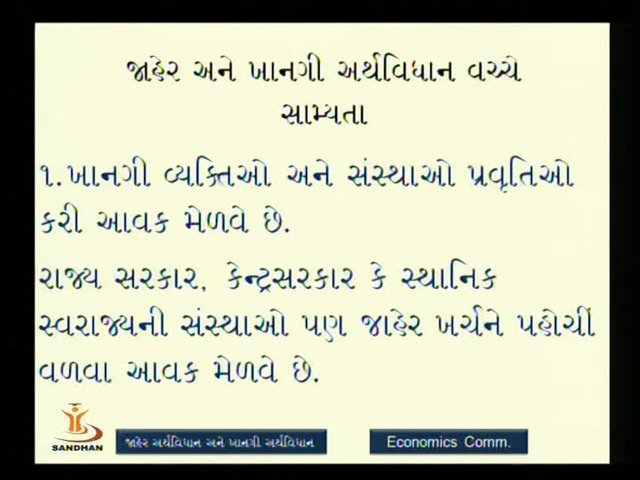 જાહેર અને ખાનગી અર્થવિધાન વચ્ચે
સામ્યતા
૧.ખાનગી વ્યક્તિઓ અને સંસ્થાઓ પ્રવૃતિઓ
કરી આવક મેળવે છે.
રાજ્ય સરકાર, કેન્દ્રસરકાર કે સ્થાનિક
સ્વરાજ્યની સંસ્થાઓ પણ જાહેર ખર્ચને પહોચીં
વળવા આવક મેળવે છે.
SANDHAN
જાહેર અર્થવિધાન અને ખાનગી અર્થવિધાન
Economics Comm.